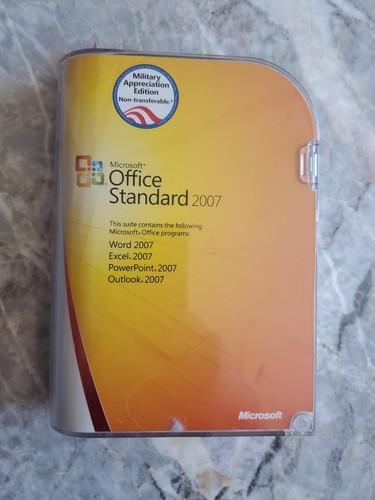 Military
Appreciation
Edition
Non-transferable.*
Microsoft®
Office
Standard 2007
This suite contains the following
Microsoft® Office programs:
Word 2007
Excel® 2007
PowerPoint® 2007
Outlook® 2007
Microsoft